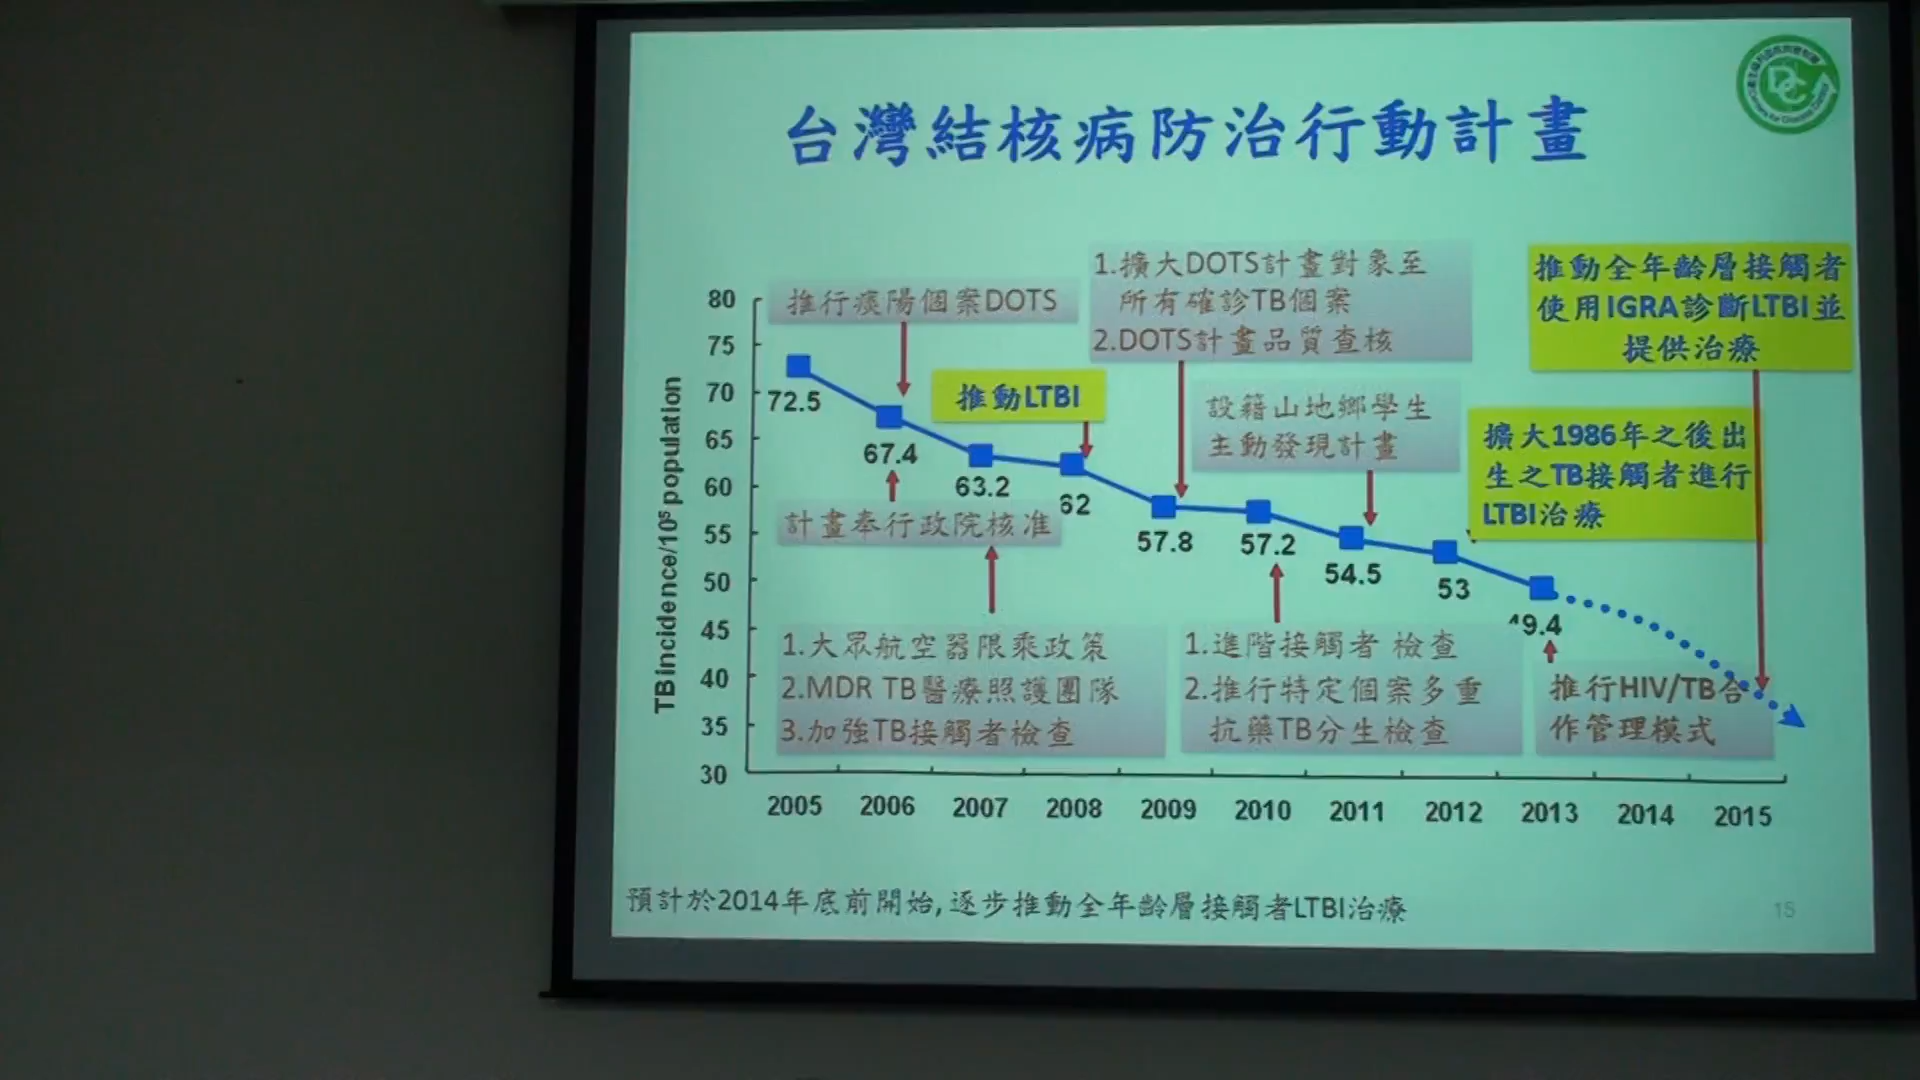 台灣結核病防治行動計畫
推行痰陽個案DOTS
1.擴大DOTS計畫對象至
所有確診TB個案
2.DOTS計畫品質查核
推動全年齡層接觸者
使用IGRA診斷LTBI並
提供治療
推動LTBI
設籍山地鄉學生
主動發現計畫
擴大1986年之後出
生之TB接觸者進行
LTBI治療
計畫奉行政院核准
1.大眾航空器限乘政策
2.MDR TB醫療照護團隊
3.加強TB接觸者檢查
1.進階接觸者 檢查
2.推行特定個案多重
抗藥TB分生檢查
推行HIV/TB合
作管理模式
TB incidence/10⁵ population
80
75
70
65
60
55
50
45
40
35
30
72.5
67.4
63.2
62
57.8
57.2
54.5
53
49.4
2005 2006 2007 2008 2009 2010 2011 2012 2013 2014 2015
預計於2014年底前開始,逐步推動全年齡層接觸者LTBI治療
15